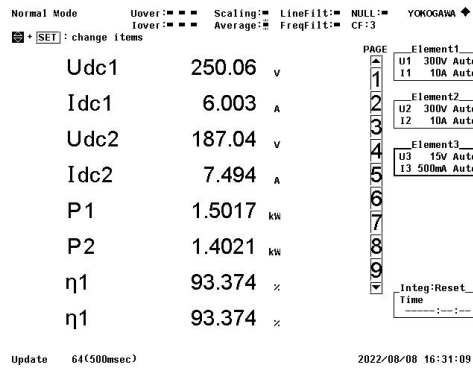 Normal Mode Uover: Scaling: LineFilt: NULL: YOKOGAWA
Iover: Average: FreqFilt: CF:3
+ SET : change items
PAGE
Udc1 250.06 V
Idc1 6.003 A
Udc2 187.04 V
Idc2 7.494 A
P1 1.5017 kW
P2 1.4021 kW
η1 93.374 %
η1 93.374 %
1
2
3
4
5
6
7
8
9
Element1
U1 300V Auto
I1 10A Auto
Element2
U2 300V Auto
I2 10A Auto
Element3
U3 15V Auto
I3 500mA Auto
Integ:Reset
Time
-----:--:--
Update 64(500msec) 2022/08/08 16:31:09